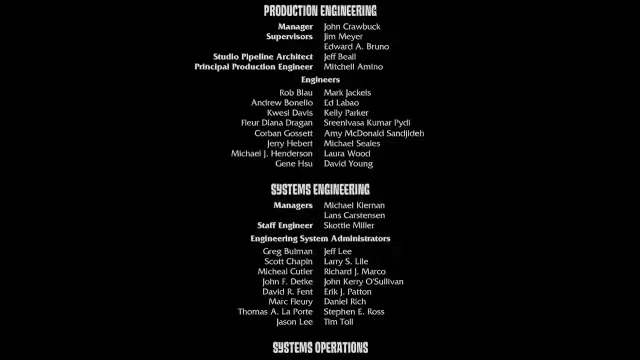 PRODUCTION ENGINEERING
Manager John Crawbuck
Supervisors Jim Meyer
Edward A. Bruno
Studio Pipeline Architect Jeff Beall
Principal Production Engineer Mitchell Amino
Engineers
Rob Blau Mark Jackels
Andrew Bonello Ed Labao
Kwesi Davis Kelly Parker
Fleur Diana Dragan Sreenivasa Kumar Pydi
Corban Gossett Amy McDonald Sandjideh
Jerry Hebert Michael Seales
Michael J. Henderson Laura Wood
Gene Hsu David Young
SYSTEMS ENGINEERING
Managers Michael Kiernan
Lans Carstensen
Staff Engineer Skottie Miller
Engineering System Administrators
Greg Bulman Jeff Lee
Scott Chapin Larry S. Lile
Micheal Cutler Richard J. Marco
John F. Detke John Kerry O'Sullivan
David R. Fent Erik J. Patton
Marc Fleury Daniel Rich
Thomas A. La Porte Stephen E. Ross
Jason Lee Tim Toll
SYSTEMS OPERATIONS